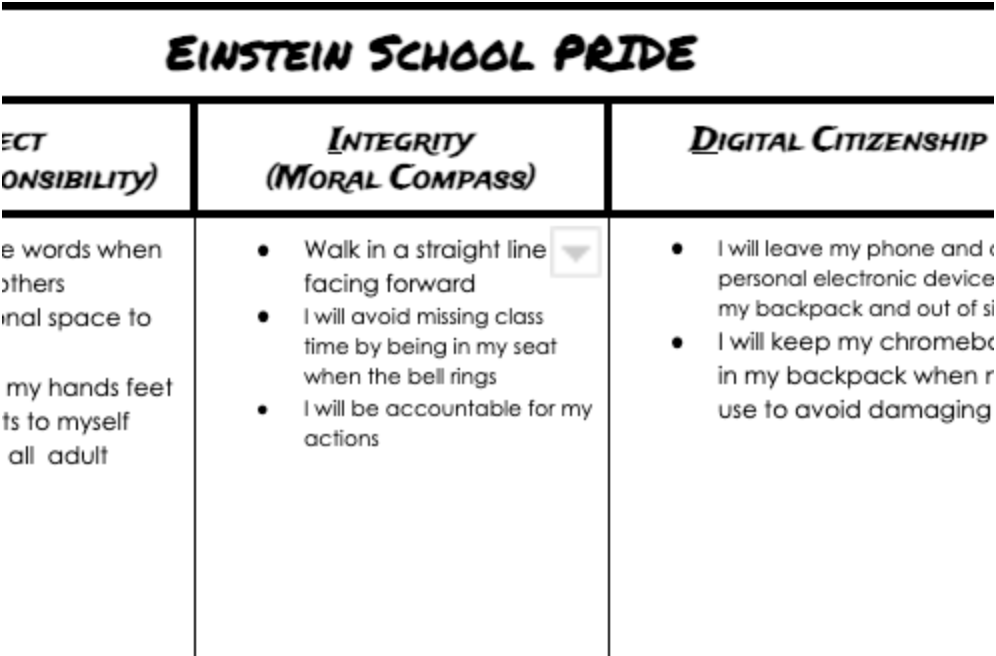 EINSTEIN SCHOOL PRIDE
ECT
ONSIBILITY)
INTEGRITY
(MORAL COMPASS)
DIGITAL CITIZENSHIP
e words when
others
nal space to
my hands feet
ts to myself
all adult
● Walk in a straight line
facing forward
● I will avoid missing class
time by being in my seat
when the bell rings
● I will be accountable for my
actions
● I will leave my phone and
personal electronic device
my backpack and out of si
● I will keep my chromebo
in my backpack when
use to avoid damaging